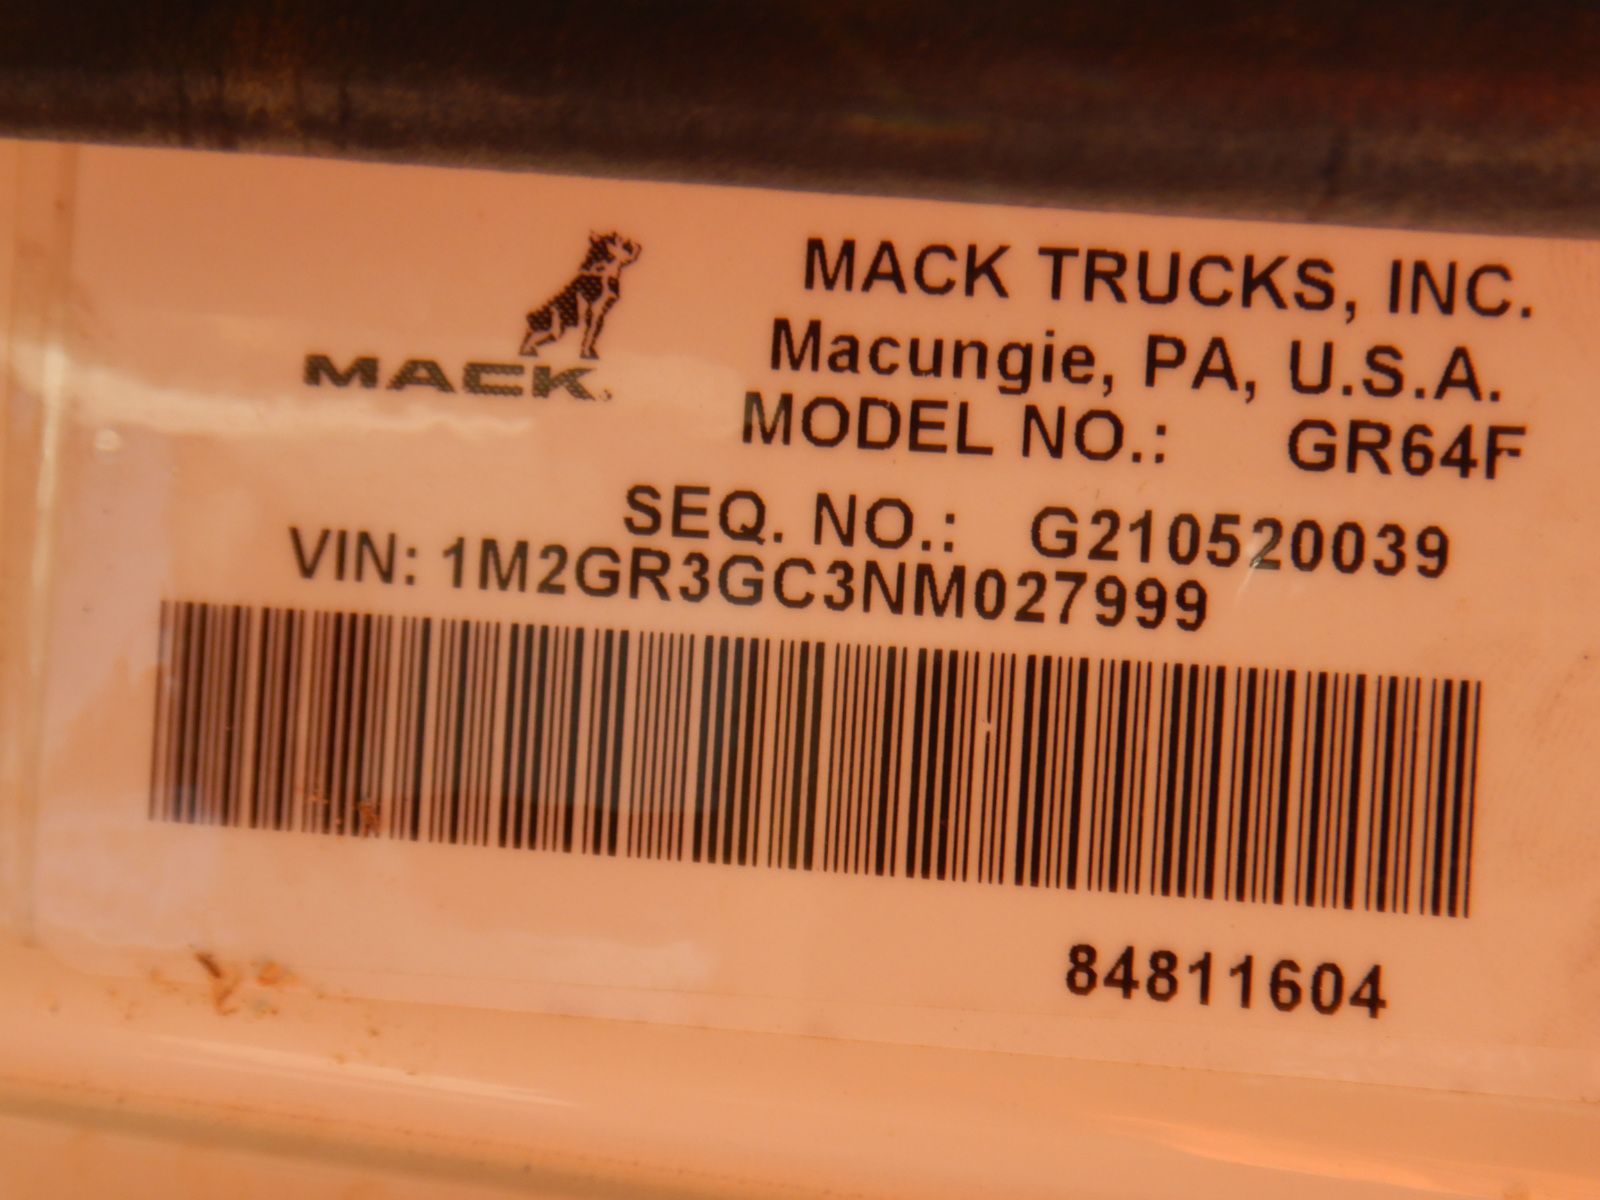 MACK
MACK TRUCKS, INC.
Macungie, PA, U.S.A.
MODEL NO.: GR64F
SEQ. NO.: G210520039
VIN: 1M2GR3GC3NM027999
84811604